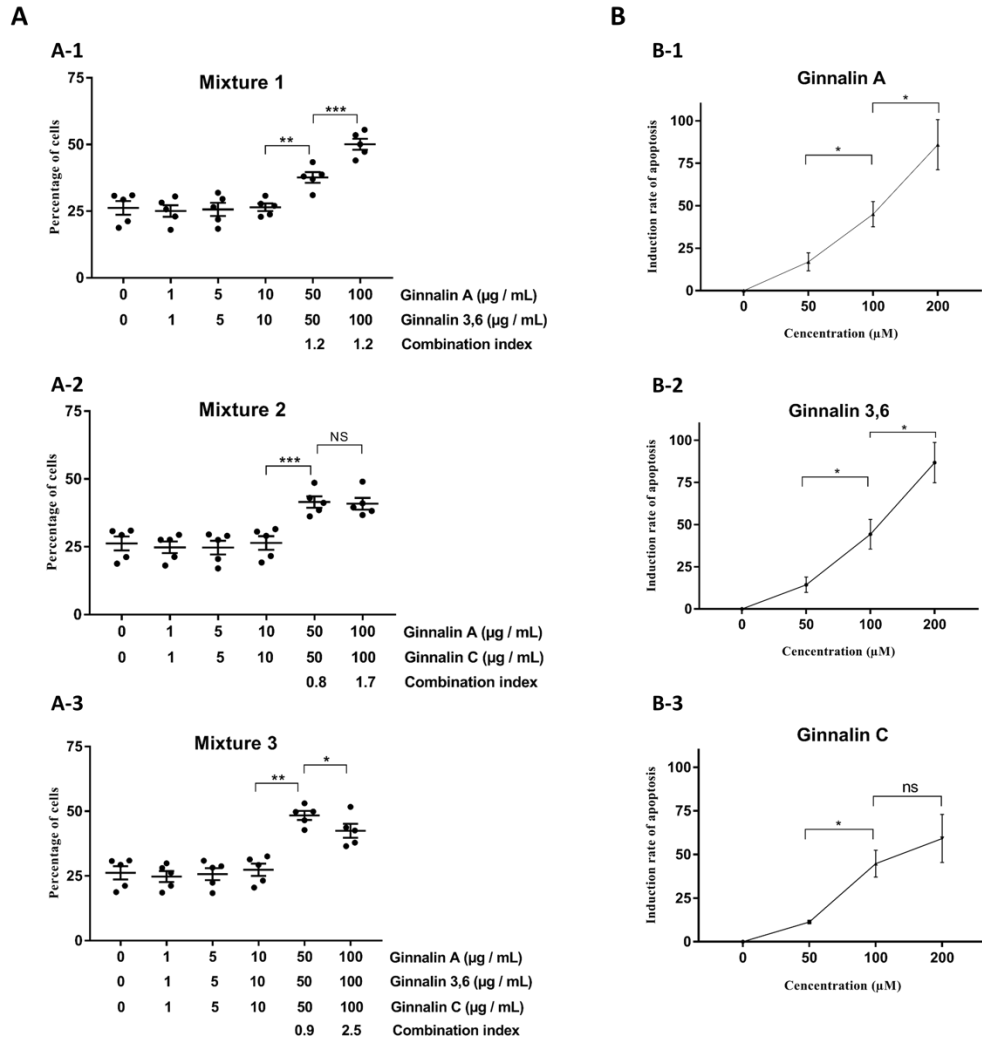 A
A-1
Mixture 1
75
50
25
0
Percentage of cells
**
***
0 1 5 10 50 100 Ginnalin A (µg / mL)
0 1 5 10 50 100 Ginnalin 3,6 (µg / mL)
1.2 1.2 Combination index
A-2
Mixture 2
75
50
25
0
Percentage of cells
***
NS
0 1 5 10 50 100 Ginnalin A (µg / mL)
0 1 5 10 50 100 Ginnalin C (µg / mL)
0.8 1.7 Combination index
A-3
Mixture 3
75
50
25
0
Percentage of cells
**
*
0 1 5 10 50 100 Ginnalin A (µg / mL)
0 1 5 10 50 100 Ginnalin 3,6 (µg / mL)
0 1 5 10 50 100 Ginnalin C (µg / mL)
0.9 2.5 Combination index
B
B-1
Ginnalin A
100
75
50
25
0
Induction rate of apoptosis
*
*
0 50 100 200
Cencentration (µM)
B-2
Ginnalin 3,6
100
75
50
25
0
Induction rate of apoptosis
*
*
0 50 100 200
Cencentration (µM)
B-3
Ginnalin C
100
75
50
25
0
Induction rate of apoptosis
*
ns
0 50 100 200
Cencentration (µM)